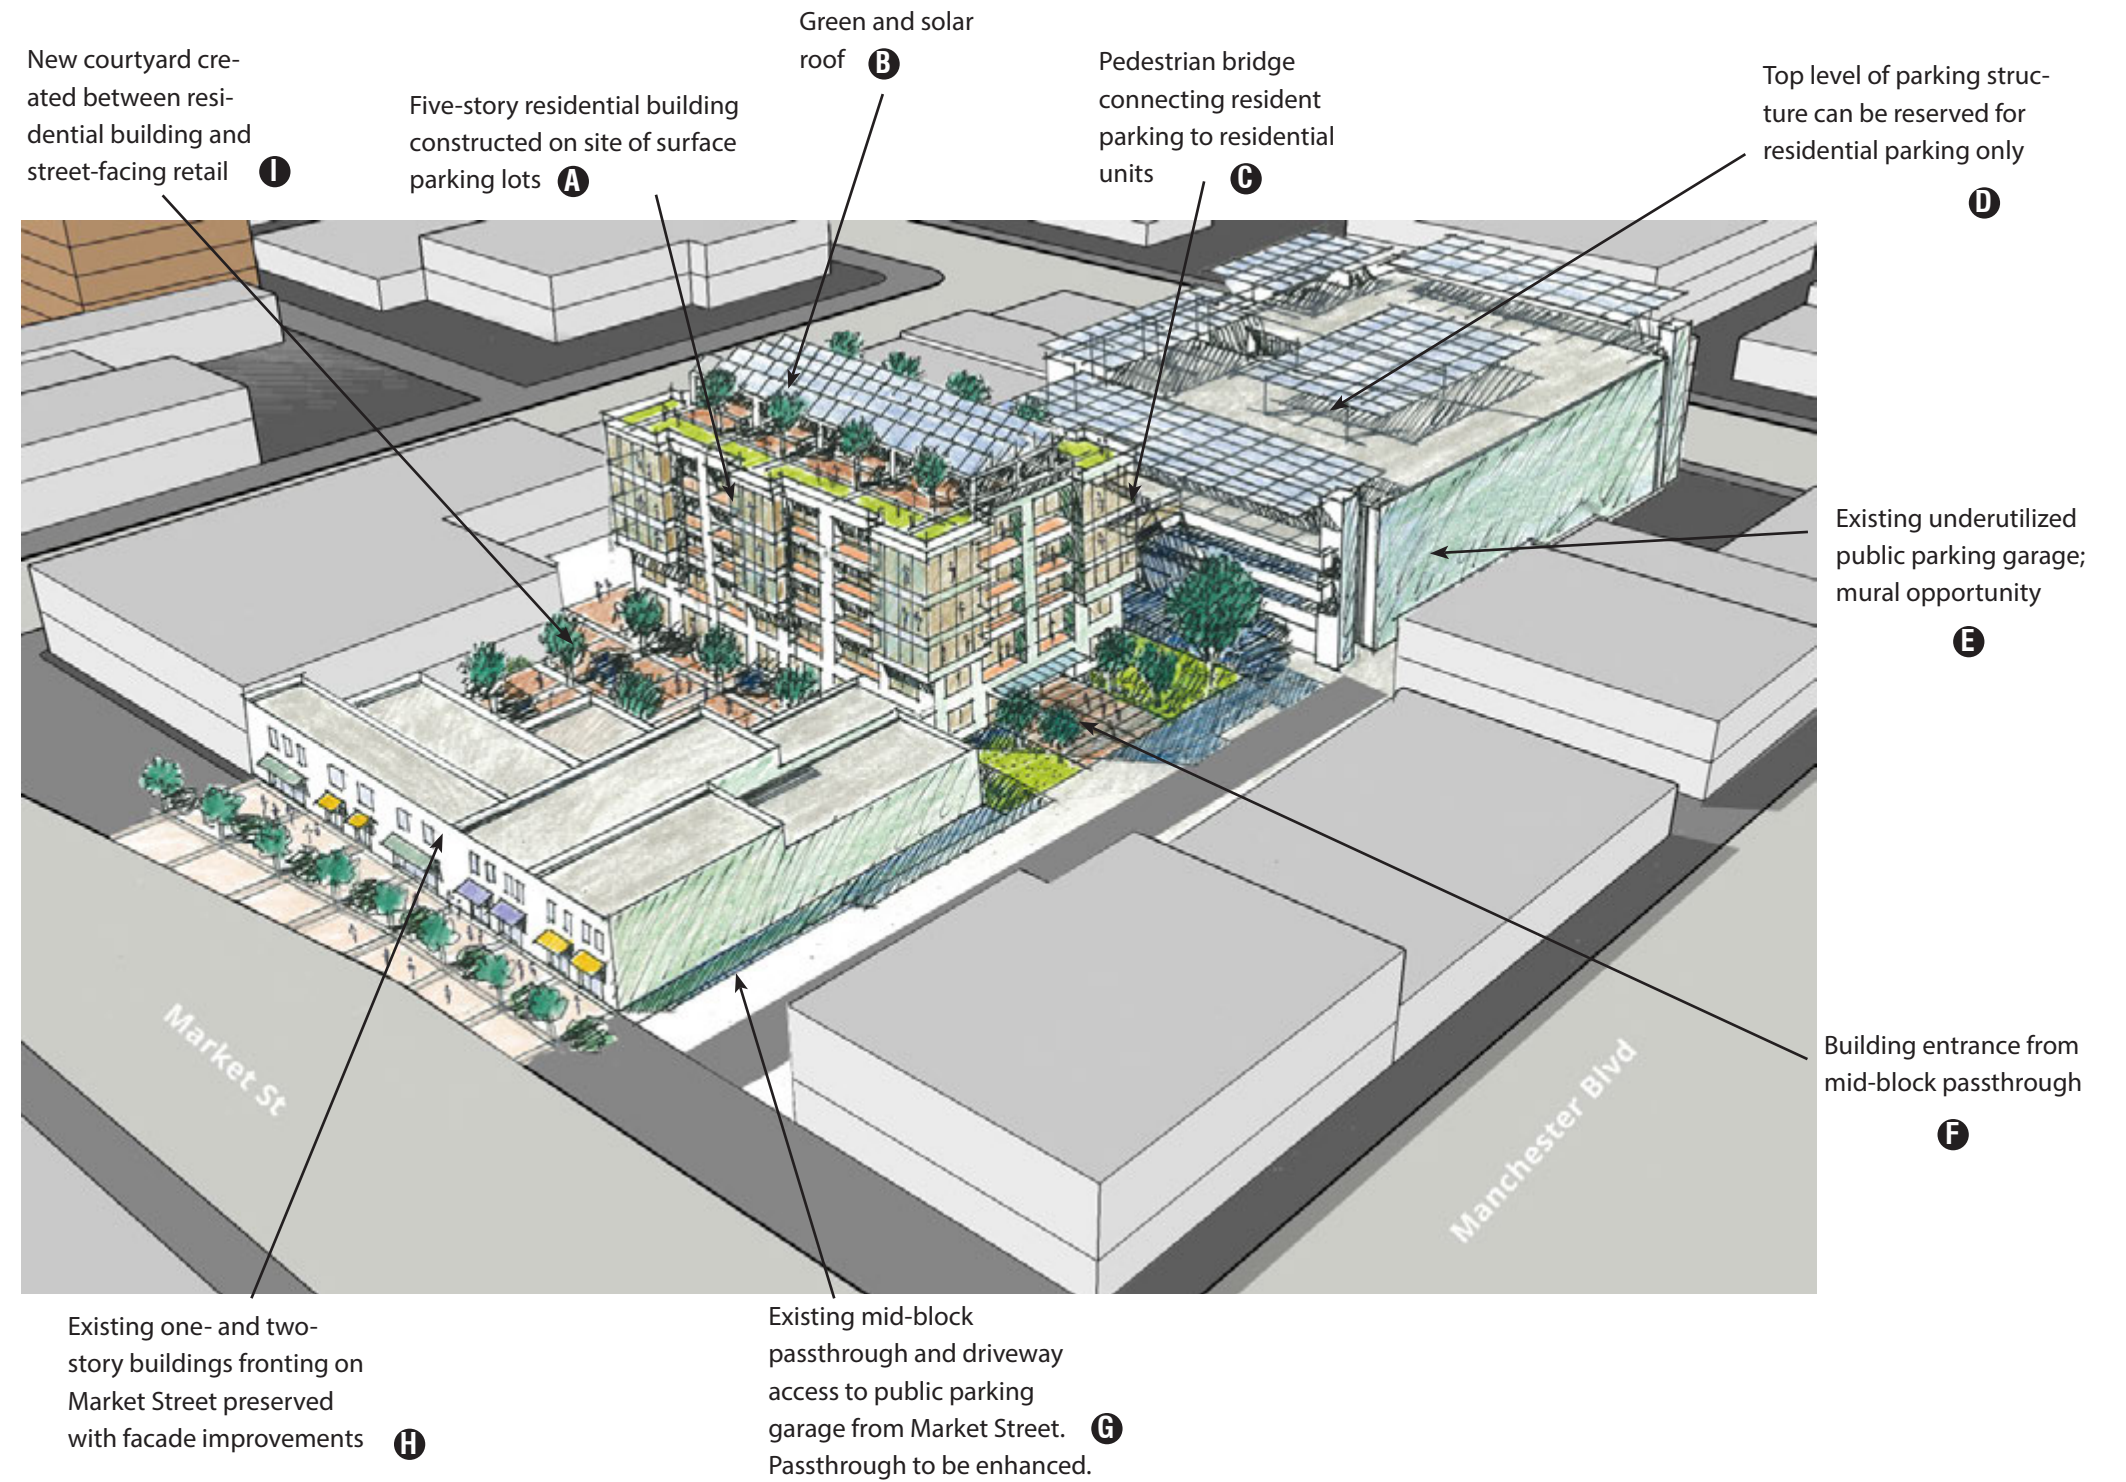 New courtyard cre-
ated between resi-
dential building and
street-facing retail I
Five-story residential building
constructed on site of surface
parking lots A
Green and solar
roof B
Pedestrian bridge
connecting resident
parking to residential
units C
Top level of parking struc-
ture can be reserved for
residential parking only
D
Existing underutilized
public parking garage;
mural opportunity
E
Building entrance from
mid-block passthrough
F
Market St
Manchester Blvd
Existing one- and two-
story buildings fronting on
Market Street preserved
with facade improvements H
Existing mid-block
passthrough and driveway
access to public parking
garage from Market Street. G
Passthrough to be enhanced.